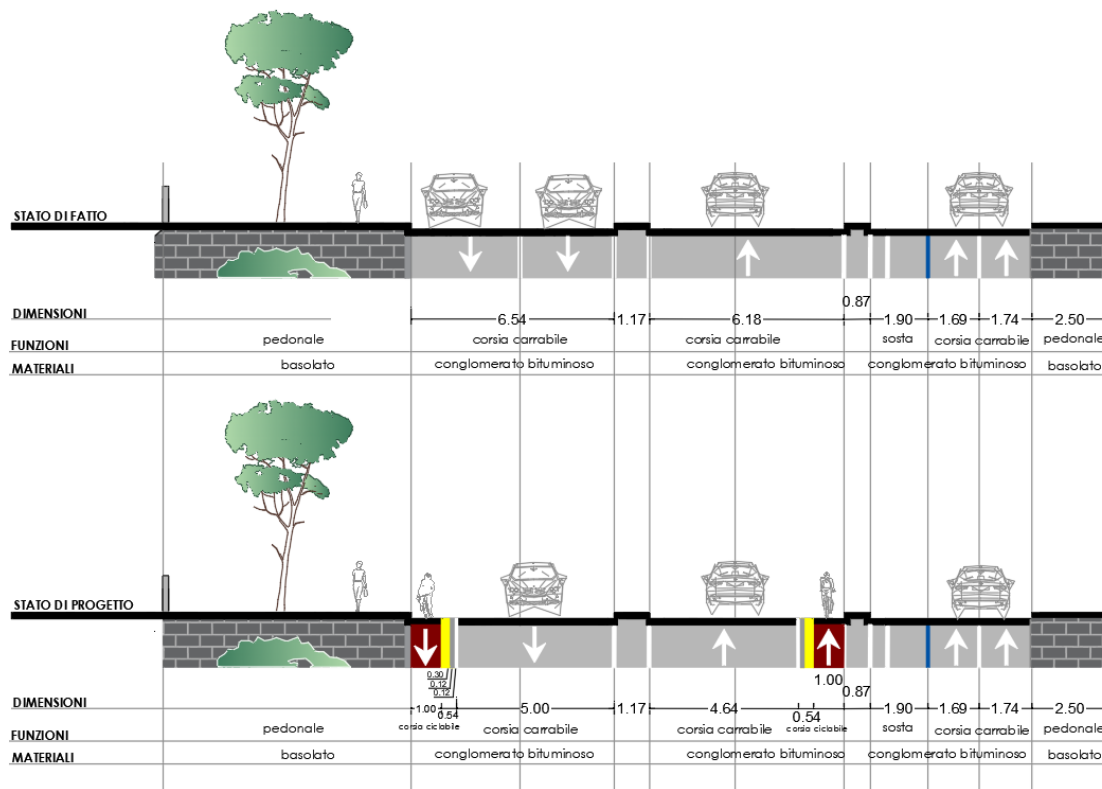 STATO DI FATTO
0.87
DIMENSIONI 6.54 1.17 6.18 1.90 1.69 1.74 2.50
FUNZIONI pedonale corsia carrabile corsia carrabile sosta corsia carrabile pedonale
MATERIALI basolato conglomerato bituminoso conglomerato bituminoso conglomerato bituminoso basolato
STATO DI PROGETTO
0.30
0.12
0.12
1.00
0.87
DIMENSIONI 1.00 0.54 5.00 1.17 4.64 0.54 1.90 1.69 1.74 2.50
FUNZIONI pedonale corsia ciclabile corsia carrabile corsia carrabile corsia ciclabile sosta corsia carrabile pedonale
MATERIALI basolato conglomerato bituminoso conglomerato bituminoso conglomerato bituminoso basolato